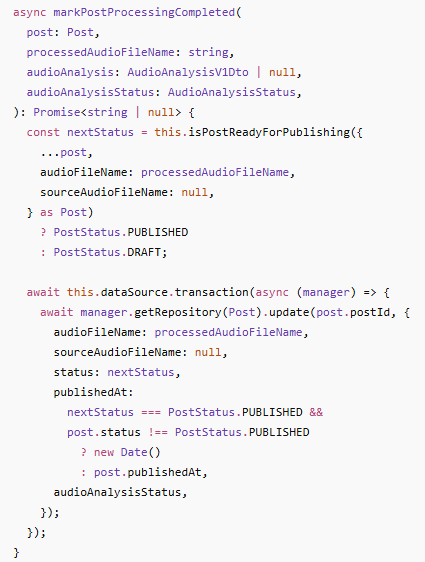 async markPostProcessingCompleted(
  post: Post,
  processedAudioFileName: string,
  audioAnalysis: AudioAnalysisV1Dto | null,
  audioAnalysisStatus: AudioAnalysisStatus,
): Promise<string | null> {
  const nextStatus = this.isPostReadyForPublishing({
    ...post,
    audioFileName: processedAudioFileName,
    sourceAudioFileName: null,
  } as Post)
    ? PostStatus.PUBLISHED
    : PostStatus.DRAFT;

  await this.dataSource.transaction(async (manager) => {
    await manager.getRepository(Post).update(post.postId, {
      audioFileName: processedAudioFileName,
      sourceAudioFileName: null,
      status: nextStatus,
      publishedAt:
        nextStatus === PostStatus.PUBLISHED &&
        post.status !== PostStatus.PUBLISHED
          ? new Date()
          : post.publishedAt,
      audioAnalysisStatus,
    });
  });
}